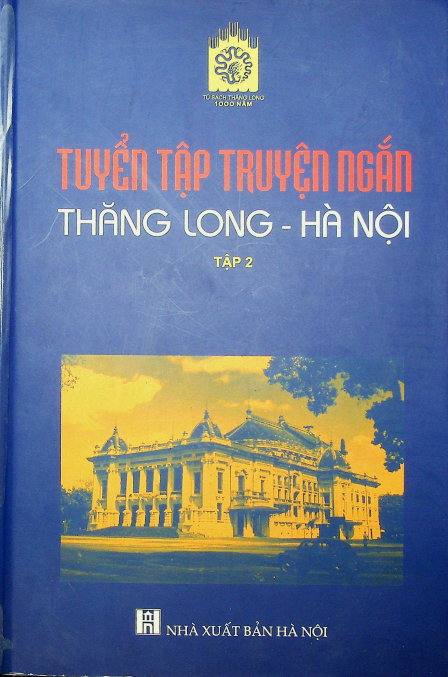 TỦ SÁCH THĂNG LONG
1000 NĂM
TUYỂN TẬP TRUYỆN NGẮN
THĂNG LONG - HÀ NỘI
TẬP 2
NHÀ XUẤT BẢN HÀ NỘI